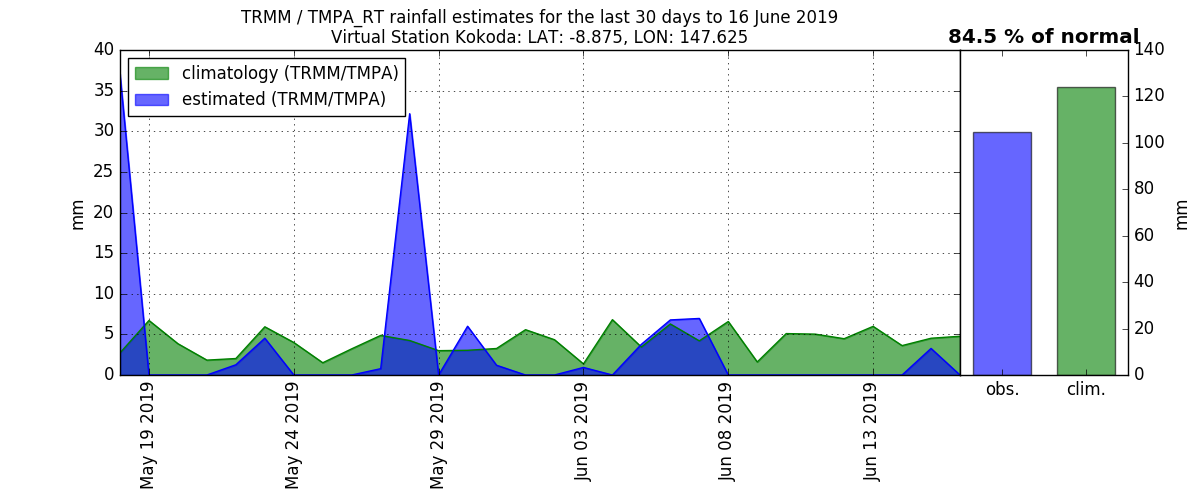 TRMM / TMPA_RT rainfall estimates for the last 30 days to 16 June 2019
Virtual Station Kokoda: LAT: -8.875, LON: 147.625
84.5 % of normal
climatology (TRMM/TMPA)
estimated (TRMM/TMPA)
40
35
30
25
20
15
10
5
0
mm
May 19 2019
May 24 2019
May 29 2019
Jun 03 2019
Jun 08 2019
Jun 13 2019
140
120
100
80
60
40
20
0
mm
obs.
clim.